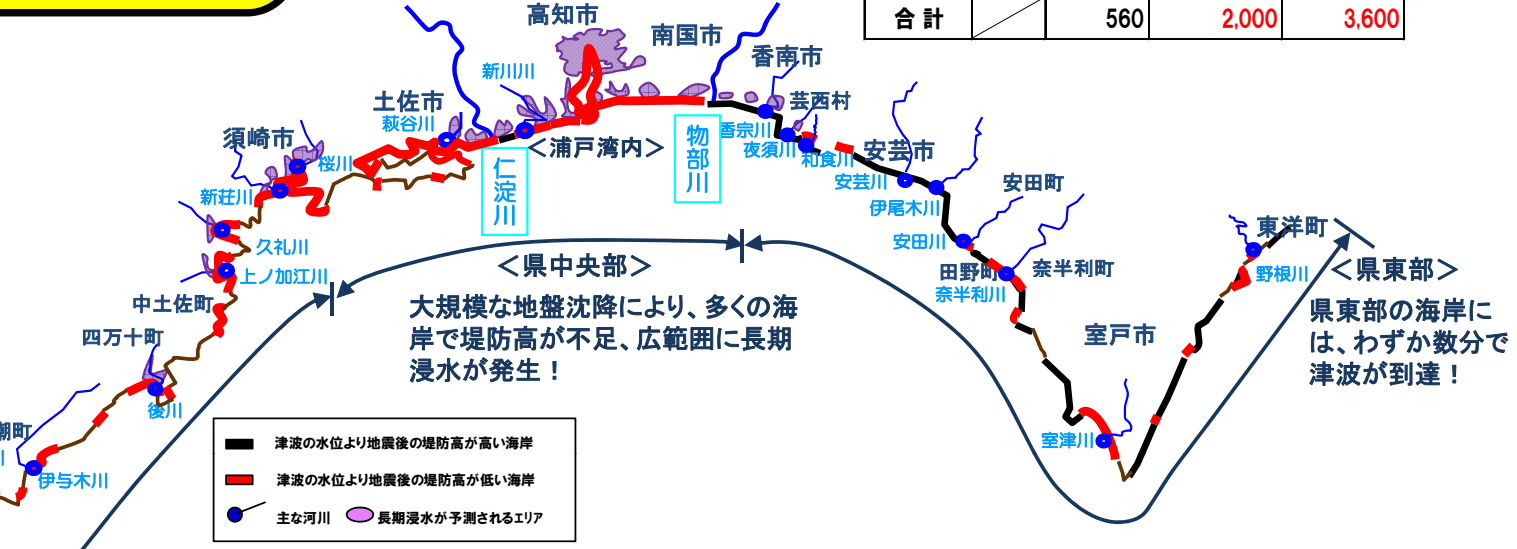 合計 560 2,000 3,600
高知市
南国市
香南市
新川川
芸西村
土佐市
萩谷川
須崎市
桜川
<浦戸湾内>
物部川
香宗川
夜須川
和食川
安芸市
新荘川
仁淀川
安芸川
伊尾木川
安田町
久礼川
安田川
東洋町
上ノ加江川
<県中央部>
田野町
奈半利町
野根川
<県東部>
中土佐町
奈半利川
大規模な地盤沈降により、多くの海
岸で堤防高が不足、広範囲に長期
浸水が発生！
県東部の海岸に
は、わずか数分で
津波が到達！
四万十町
室戸市
後川
潮町
川
伊与木川
室津川
津波の水位より地震後の堤防高が高い海岸
津波の水位より地震後の堤防高が低い海岸
主な河川
長期浸水が予測されるエリア